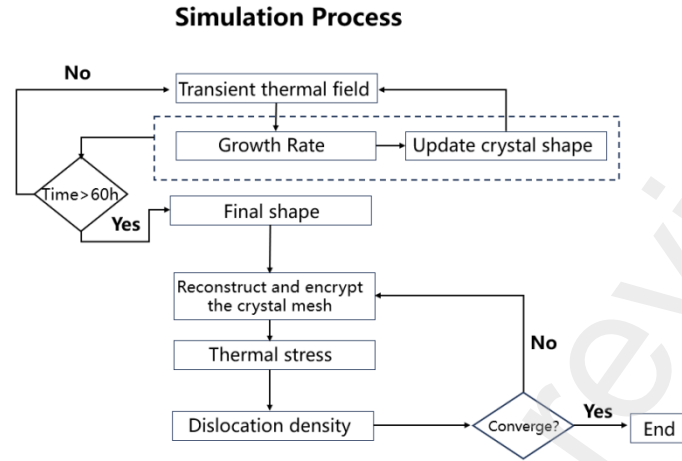 Simulation Process
No
Transient thermal field
Growth Rate
Update crystal shape
Time>60h
Yes
Final shape
Reconstruct and encrypt
the crystal mesh
No
Thermal stress
Dislocation density
Converge?
Yes
End